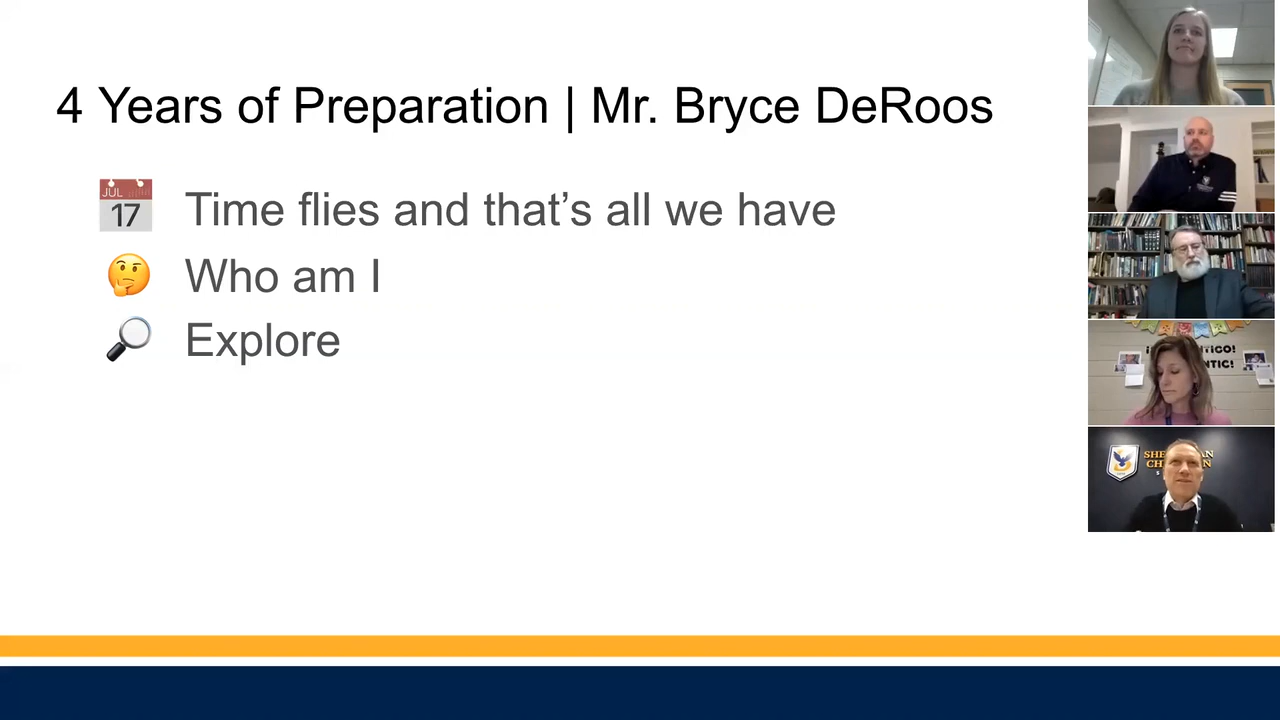 4 Years of Preparation | Mr. Bryce DeRoos
JUL
17
Time flies and that's all we have
Who am I
Explore